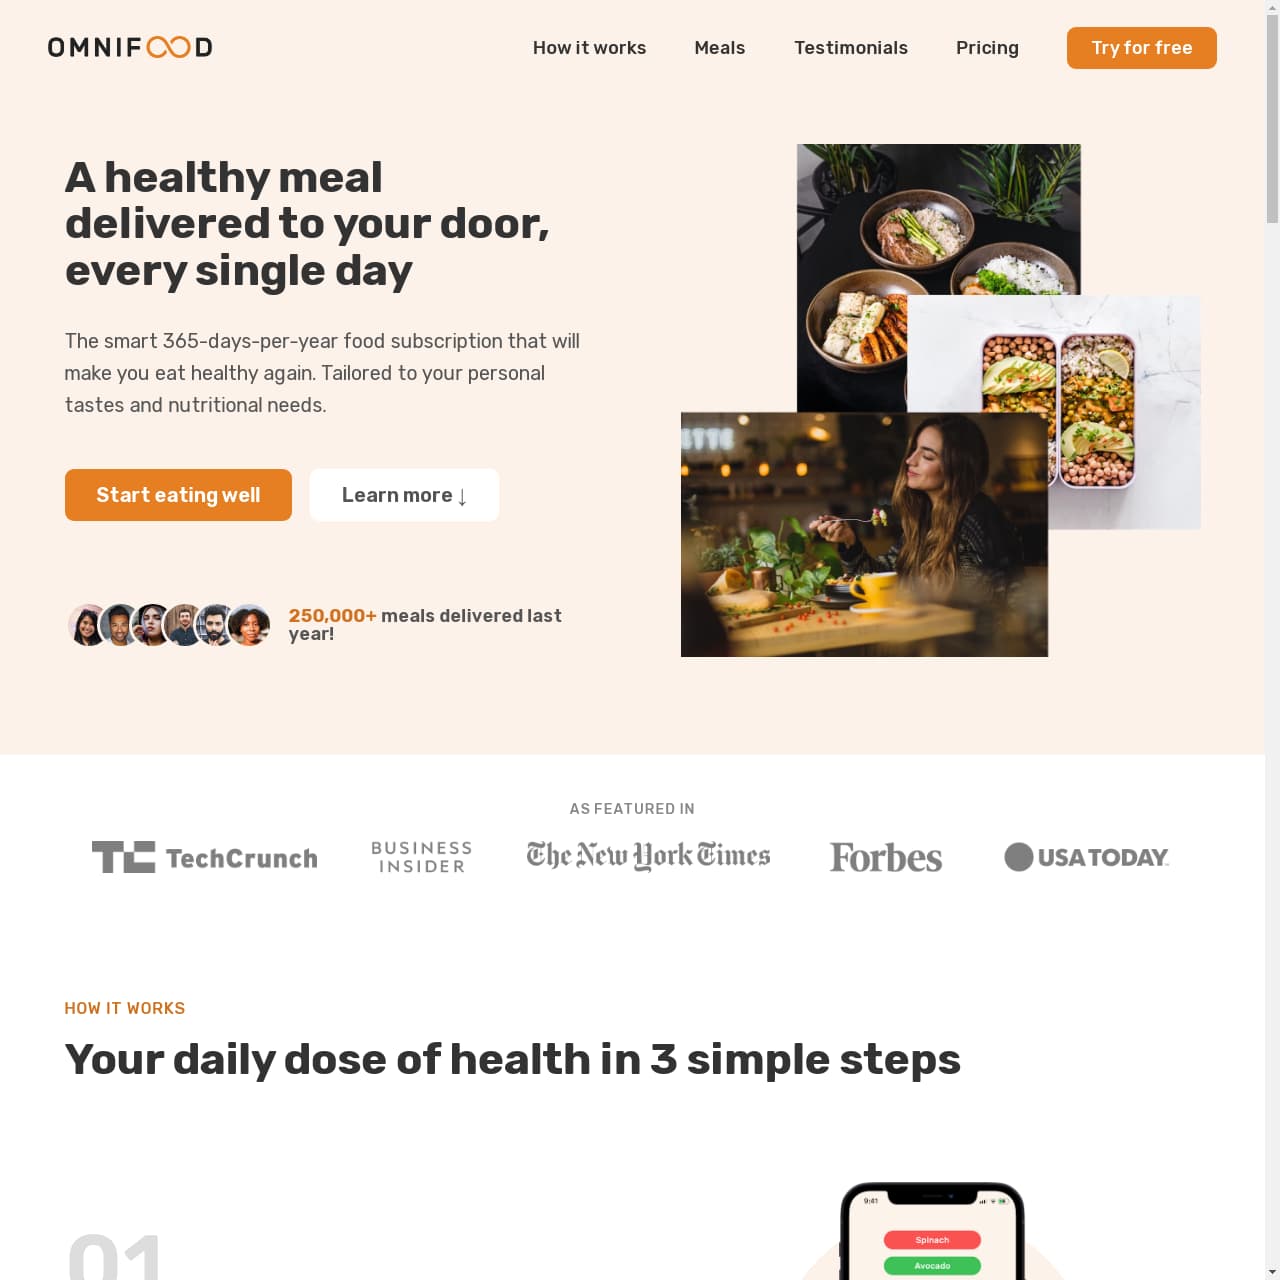 OMNIFOOD
How it works
Meals
Testimonials
Pricing
Try for free
A healthy meal
delivered to your door,
every single day
The smart 365-days-per-year food subscription that will
make you eat healthy again. Tailored to your personal
tastes and nutritional needs.
Start eating well
Learn more ↓
250,000+ meals delivered last
year!
AS FEATURED IN
TC TechCrunch
BUSINESS
INSIDER
The New York Times
Forbes
USA TODAY
HOW IT WORKS
Your daily dose of health in 3 simple steps
01
9:41
Spinach
Avocado